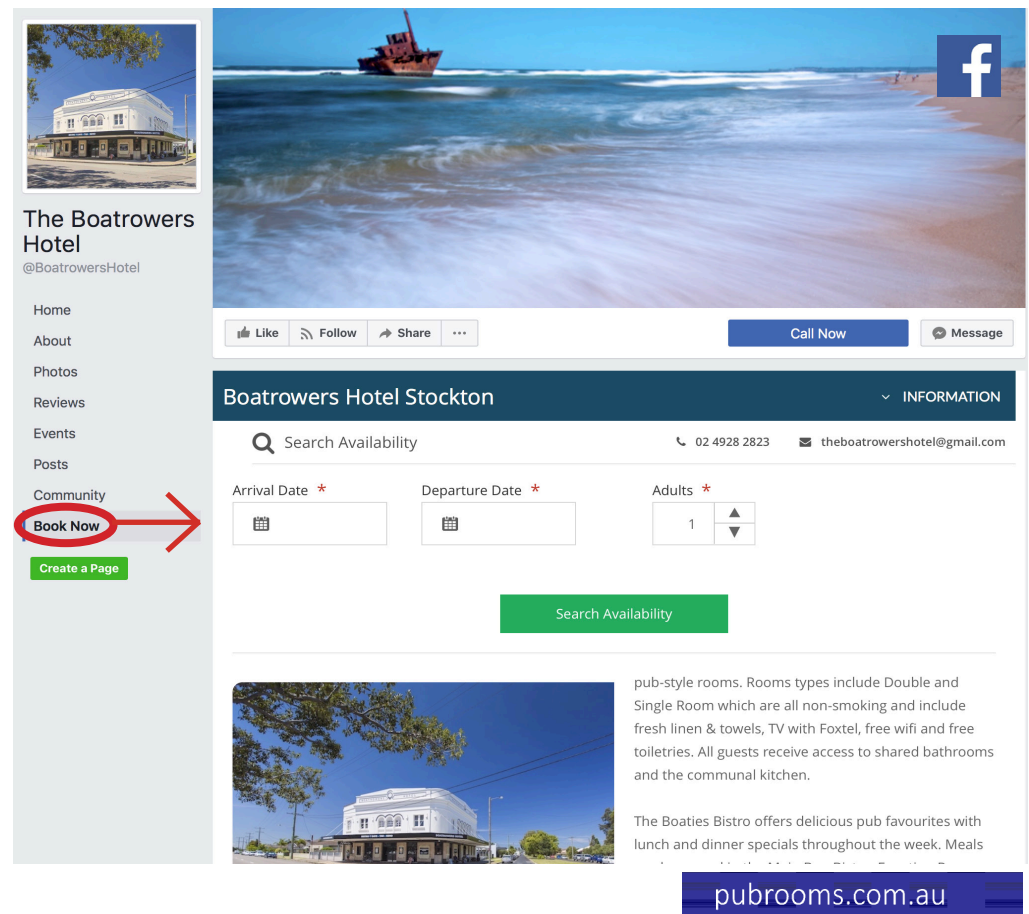 f
The Boatrowers
Hotel
@BoatrowersHotel
Home
About
Photos
Reviews
Events
Posts
Community
Book Now
Create a Page
Like Follow Share ...
Call Now
Message
Boatrowers Hotel Stockton
INFORMATION
Search Availability
02 4928 2823
theboatrowershotel@gmail.com
Arrival Date *
Departure Date *
Adults *
1
Search Availability
pub-style rooms. Rooms types include Double and
Single Room which are all non-smoking and include
fresh linen & towels, TV with Foxtel, free wifi and free
toiletries. All guests receive access to shared bathrooms
and the communal kitchen.
The Boaties Bistro offers delicious pub favourites with
lunch and dinner specials throughout the week. Meals
pubrooms.com.au